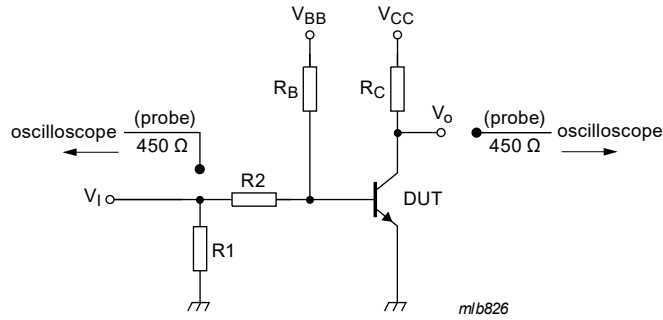 VBB
VCC
RB
RC
Vo
(probe)
450 Ω
oscilloscope
(probe)
450 Ω
oscilloscope
R2
DUT
VI
R1
mlb826